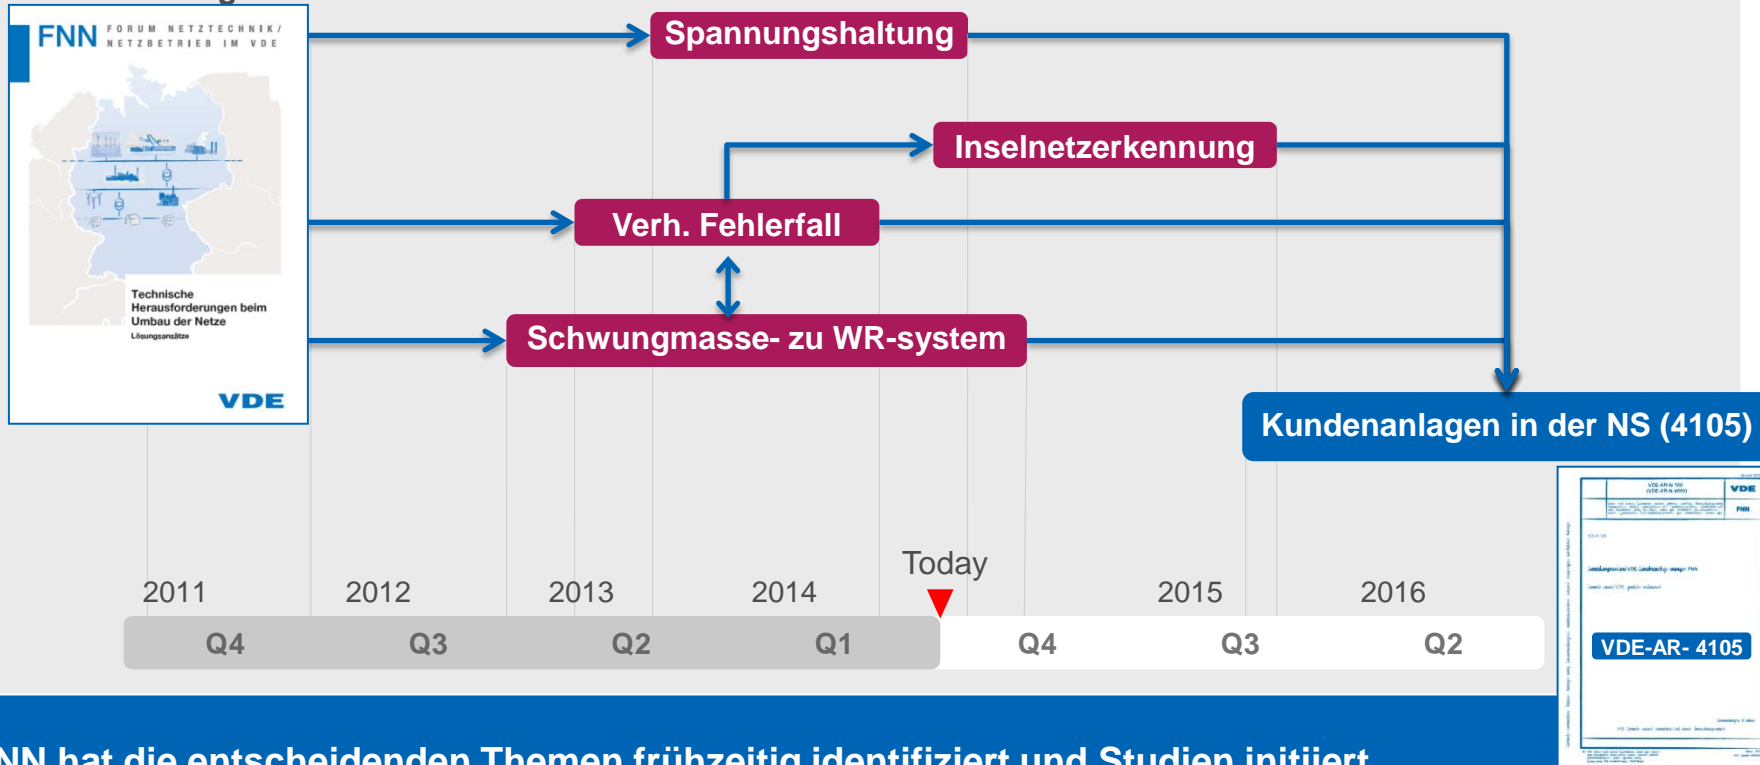 FNN FORUM NETZTECHNIK/
NETZBETRIEB IM VDE
Spannungshaltung
Inselnetzerkennung
Verh. Fehlerfall
Schwungmasse- zu WR-system
Technische
Herausforderungen beim
Umbau der Netze
Lösungsansätze
VDE
Kundenanlagen in der NS (4105)
VDE
FNN
VDE-AR- 4105
Today
2011 2012 2013 2014 2015 2016
Q4 Q3 Q2 Q1 Q4 Q3 Q2
NN hat die entscheidenden Themen frühzeitig identifiziert und Studien initiiert